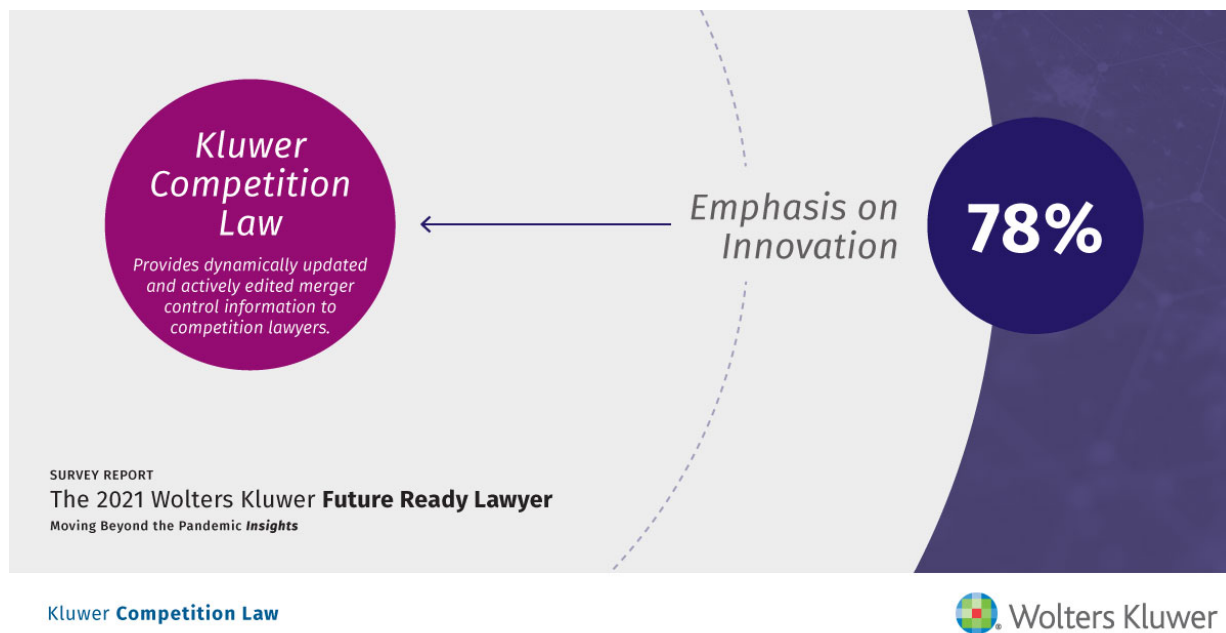 Kluwer
Competition
Law
Provides dynamically updated
and actively edited merger
control information to
competition lawyers.
Emphasis on
Innovation
78%
SURVEY REPORT
The 2021 Wolters Kluwer Future Ready Lawyer
Moving Beyond the Pandemic Insights
Kluwer Competition Law
Wolters Kluwer